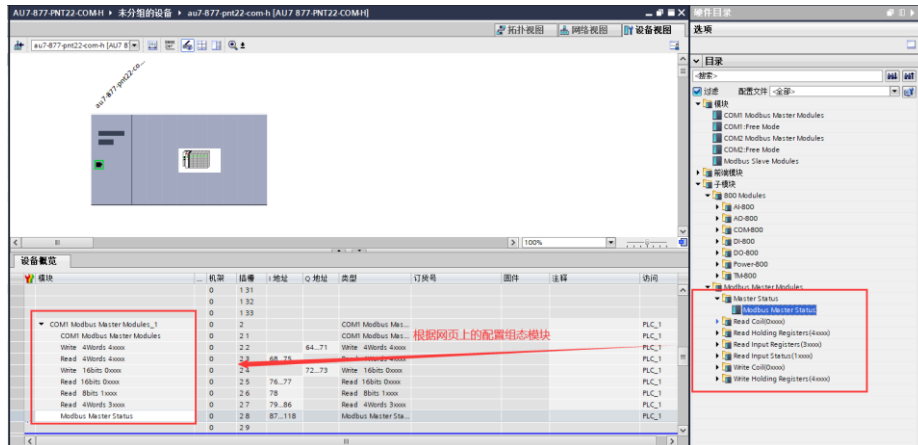 AU7-877-PNT22-COM-H ▸ 未分组的设备 ▸ au7-877-pnt22-com-h [AU7 877-PNT22-COM-H]
拓扑视图 网络视图 设备视图
au7-877-pnt22-com-h [AU7 8
au7-877-pnt22-co...
100%
设备概览
模块 ... 机架 插槽 I 地址 Q 地址 类型 订货号 固件 注释 访问
0 1 31
0 1 32
0 1 33
COM1 Modbus Master Modules_1 0 2 COM1 Modbus Mas... PLC_1
COM1 Modbus Master Modules 0 2 1 COM1 Modbus Mas... PLC_1
根据网页上的配置组态模块
Write 4Words 4xxxx 0 2 2 64...71 Write 4Words 4xxxx PLC_1
Read 4Words 4xxxx 0 2 3 68...75 Read 4Words 4xxxx PLC_1
Write 16bits 0xxxx 0 2 4 72...73 Write 16bits 0xxxx PLC_1
Read 16bits 0xxxx 0 2 5 76...77 Read 16bits 0xxxx PLC_1
Read 8bits 1xxxx 0 2 6 78 Read 8bits 1xxxx PLC_1
Read 4Words 3xxxx 0 2 7 79...86 Read 4Words 3xxxx PLC_1
Modbus Master Status 0 2 8 87...118 Modbus Master Sta... PLC_1
0 2 9
硬件目录
选项
目录
<搜索>
过滤 配置文件 <全部>
模块
COM1 Modbus Master Modules
COM1:Free Mode
COM2 Modbus Master Modules
COM2:Free Mode
Modbus Slave Modules
前端模块
子模块
800 Modules
AI-800
AO-800
COM-800
DI-800
DO-800
Power-800
TM-800
Modbus Master Modules
Master Status
Modbus Master Status
Read Coil(0xxxx)
Read Holding Registers(4xxxx)
Read Input Registers(3xxxx)
Read Input Status(1xxxx)
Write Coil(0xxxx)
Write Holding Registers(4xxxx)